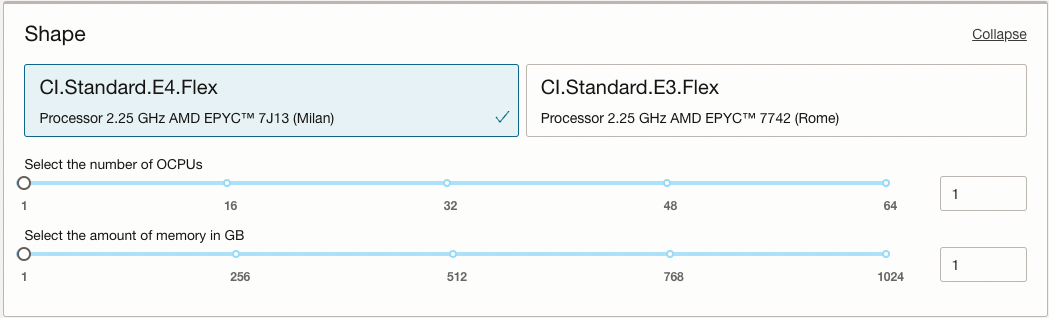 Shape
Collapse
CI.Standard.E4.Flex
Processor 2.25 GHz AMD EPYC™ 7J13 (Milan)
CI.Standard.E3.Flex
Processor 2.25 GHz AMD EPYC™ 7742 (Rome)
Select the number of OCPUs
1 16 32 48 64
1
Select the amount of memory in GB
1 256 512 768 1024
1